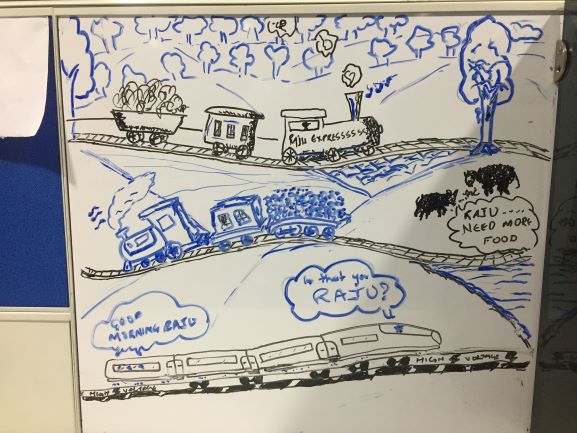 RAJU EXPRESSSSSS
RAJU ----
NEED MORE
FOOD
Is that you
RAJU?
GOOD
MORNING RAJU
HIGH VOLTAGE
HIGH VOLTAGE